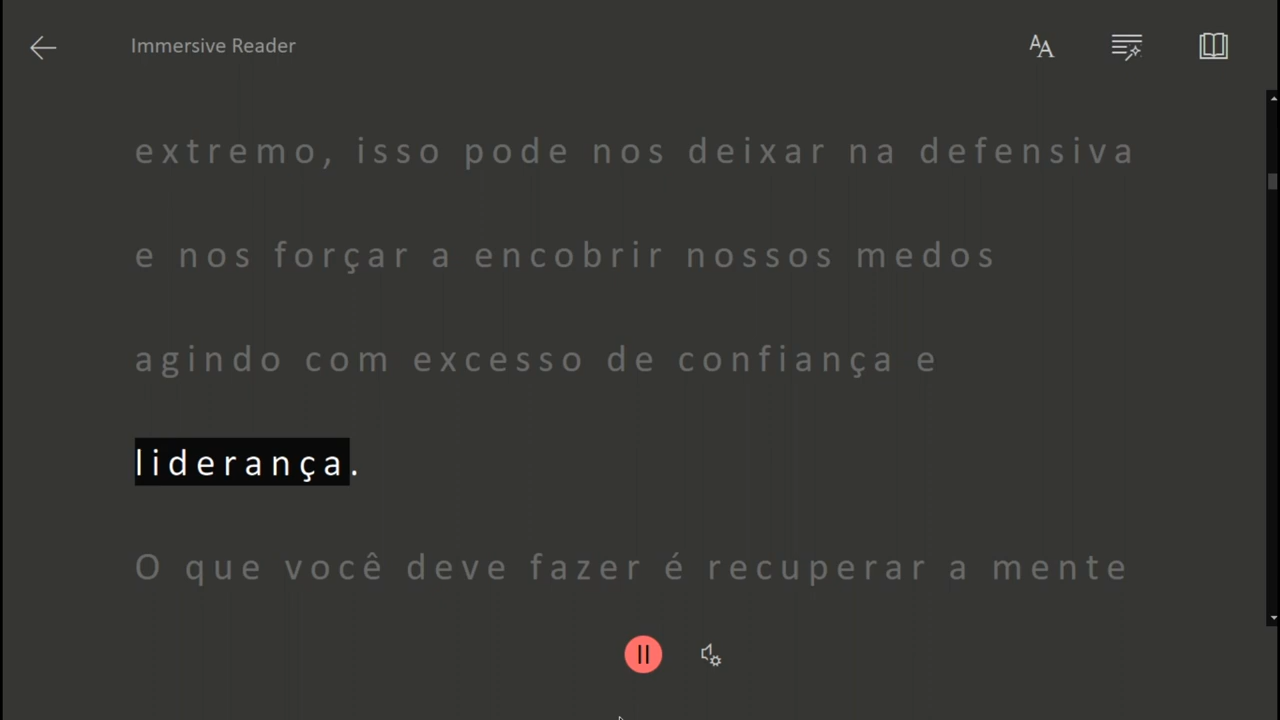 Immersive Reader
extremo, isso pode nos deixar na defensiva
e nos forçar a encobrir nossos medos
agindo com excesso de confiança e
liderança.
O que você deve fazer é recuperar a mente